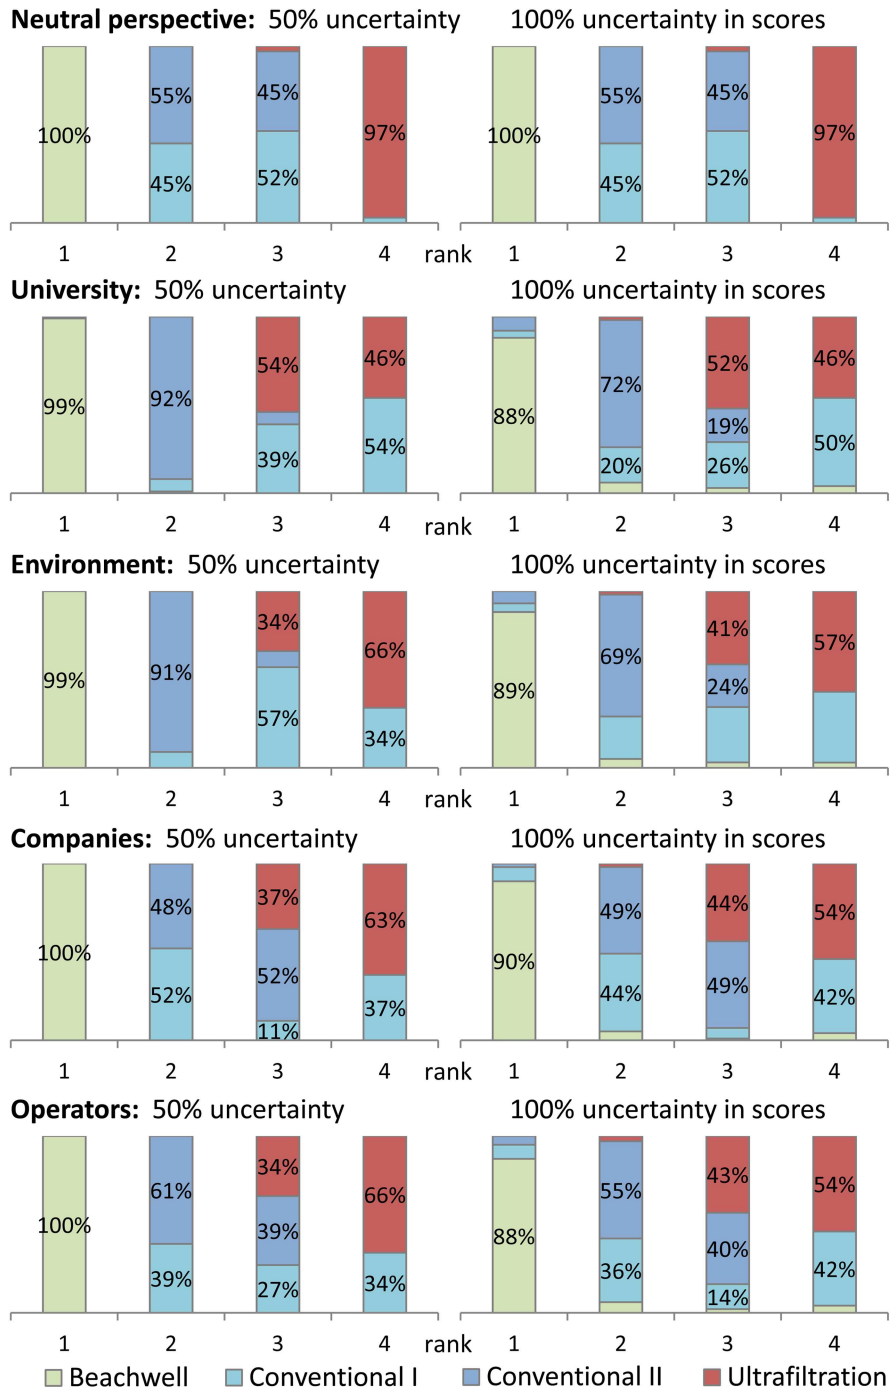 Neutral perspective: 50% uncertainty 100% uncertainty in scores
55% 45% 55% 45%
100% 97% 100% 97%
45% 52% 45% 52%
1 2 3 4 rank 1 2 3 4
University: 50% uncertainty 100% uncertainty in scores
54% 46% 52% 46%
99% 92% 88% 72% 19%
39% 54% 20% 26% 50%
1 2 3 4 rank 1 2 3 4
Environment: 50% uncertainty 100% uncertainty in scores
34% 66% 41% 57%
99% 91% 89% 69% 24%
57% 34%
1 2 3 4 rank 1 2 3 4
Companies: 50% uncertainty 100% uncertainty in scores
48% 37% 63% 49% 44% 54%
100% 52% 90% 49%
52% 11% 37% 44% 42%
1 2 3 4 rank 1 2 3 4
Operators: 50% uncertainty 100% uncertainty in scores
61% 34% 66% 55% 43% 54%
100% 39% 88% 40%
39% 27% 34% 36% 14% 42%
1 2 3 4 rank 1 2 3 4
Beachwell Conventional I Conventional II Ultrafiltration